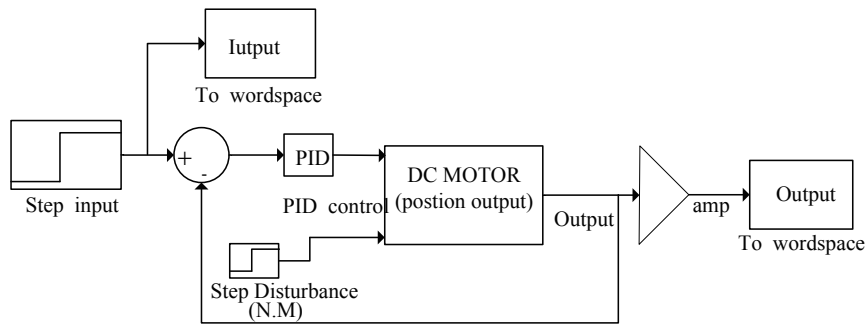 Iutput
To wordspace
+
-
PID
DC MOTOR
(postion output)
Output
Step input
PID control
Output
amp
To wordspace
Step Disturbance
(N.M)